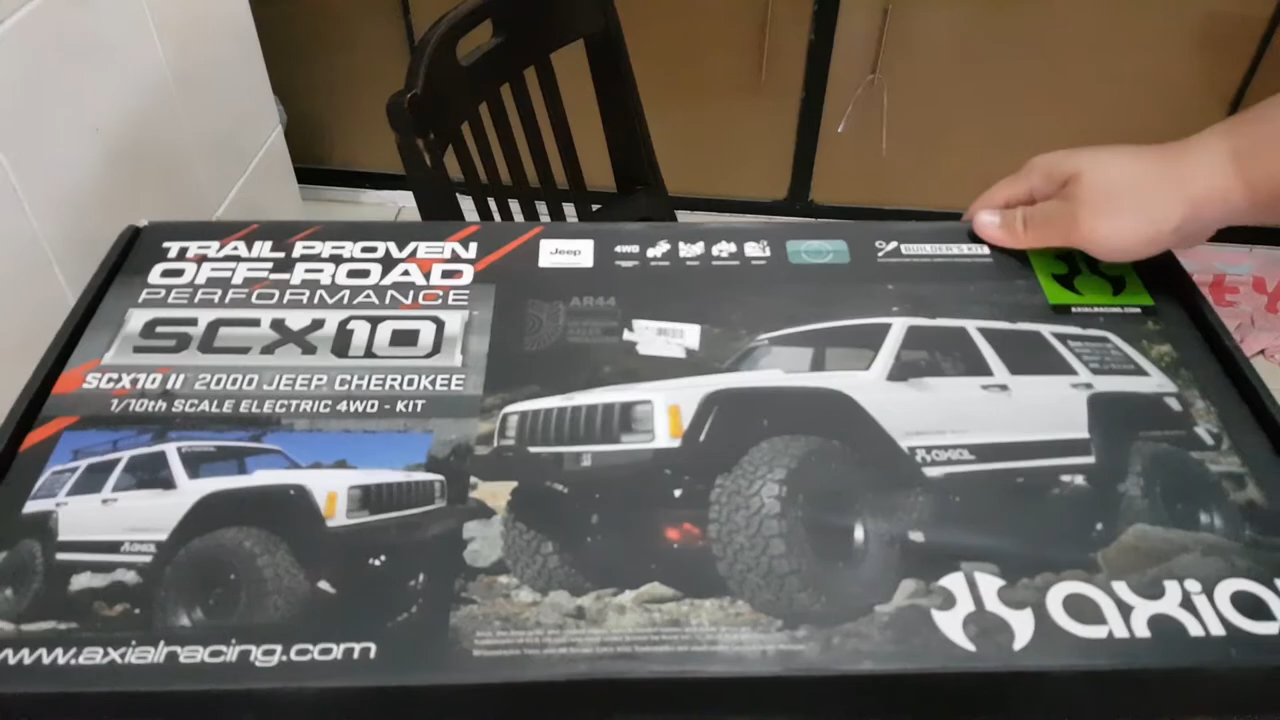 TRAIL PROVEN
OFF-ROAD
PERFORMANCE
SCX10
SCX10 II 2000 JEEP CHEROKEE
1/10th SCALE ELECTRIC 4WD - KIT
Jeep
4WD
BUILDER'S KIT
AXIALRACING.COM
AR44
AXIAL
AXIAL
www.axialracing.com
axia